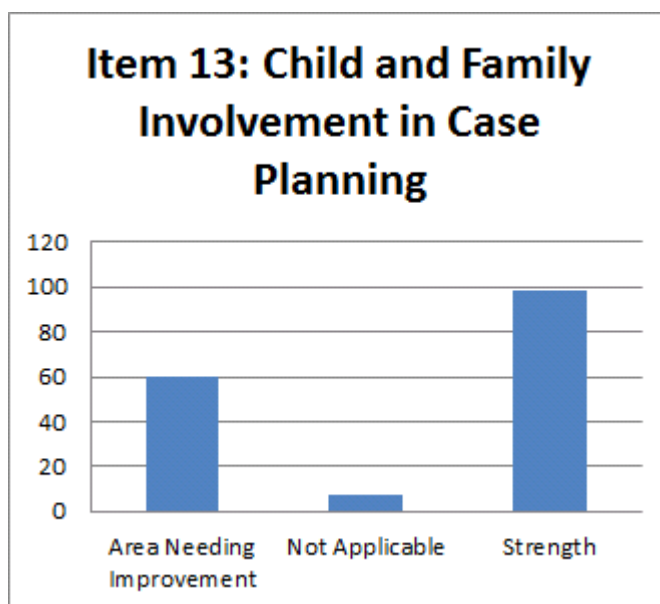 Item 13: Child and Family
Involvement in Case
Planning
120
100
80
60
40
20
0
Area Needing
Improvement
Not Applicable
Strength